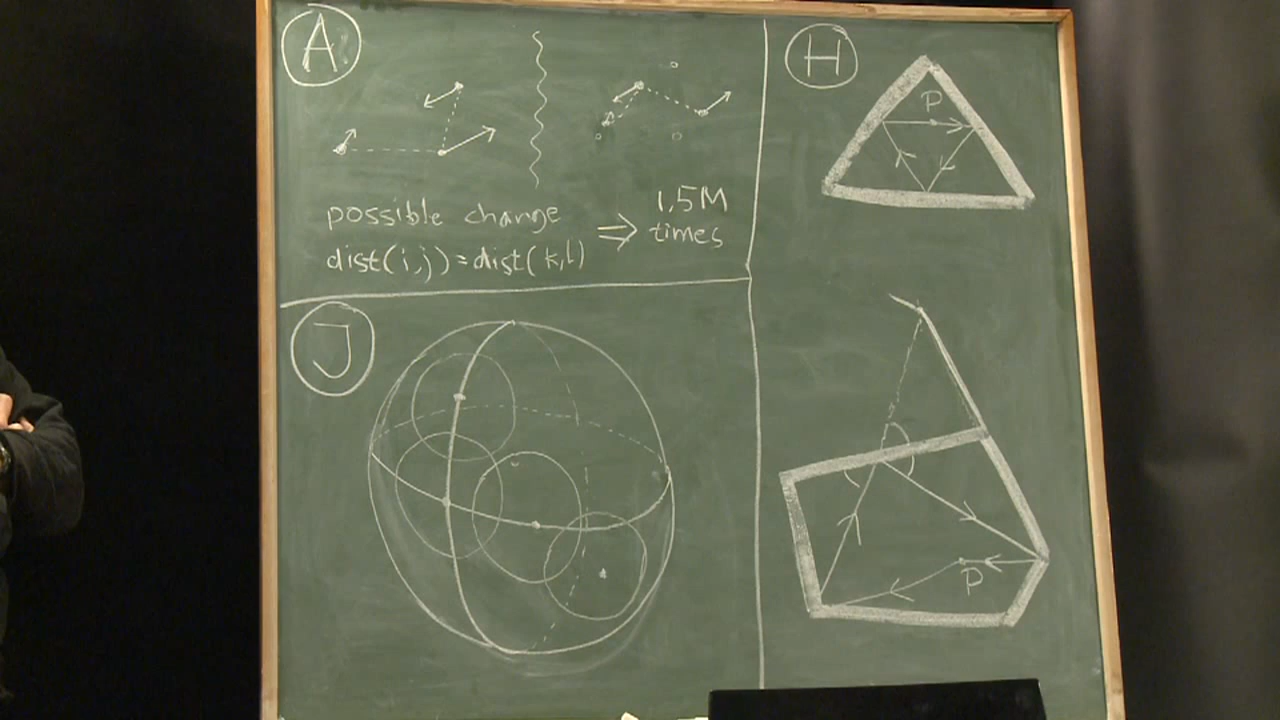 A
possible change
dist(i,j)=dist(k,l)
⇒
1,5M
times
H
P
J
P